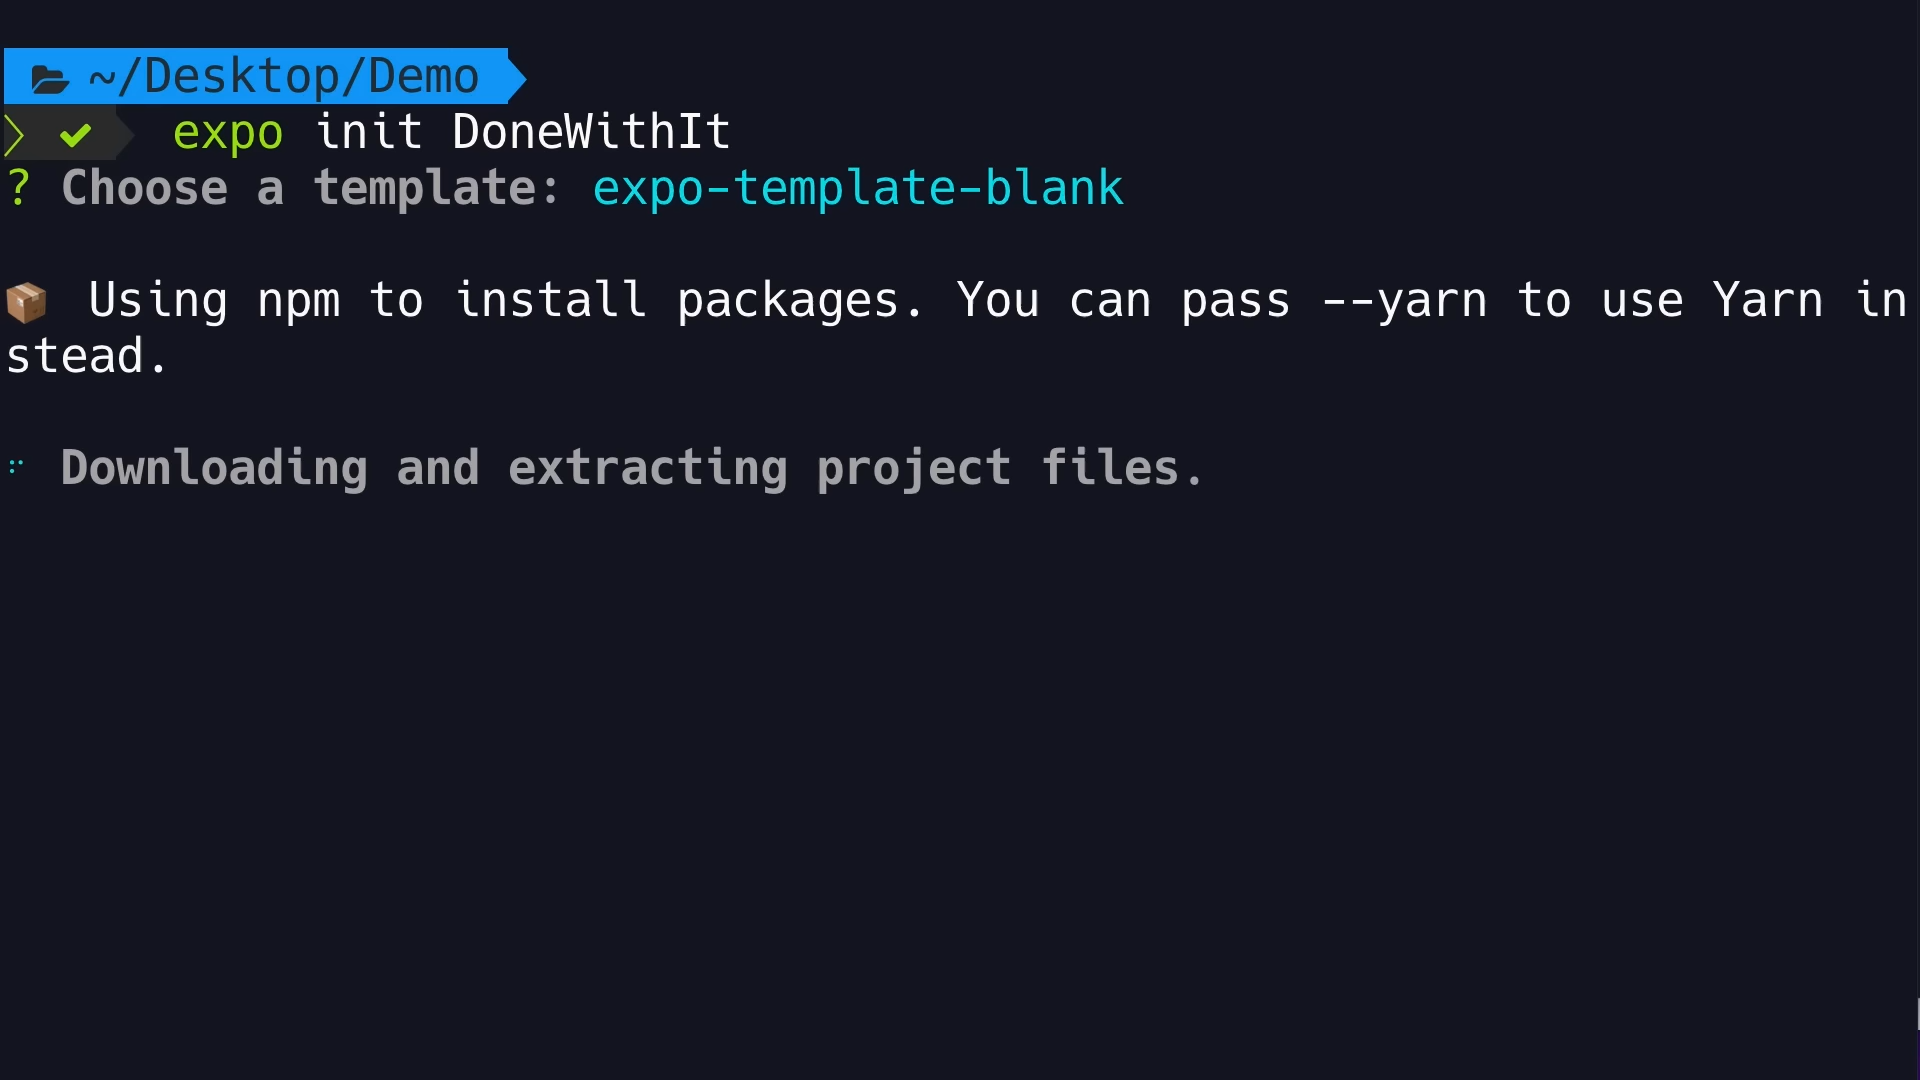 ~/Desktop/Demo
expo init DoneWithIt
? Choose a template: expo-template-blank
📦 Using npm to install packages. You can pass --yarn to use Yarn in
stead.
Downloading and extracting project files.